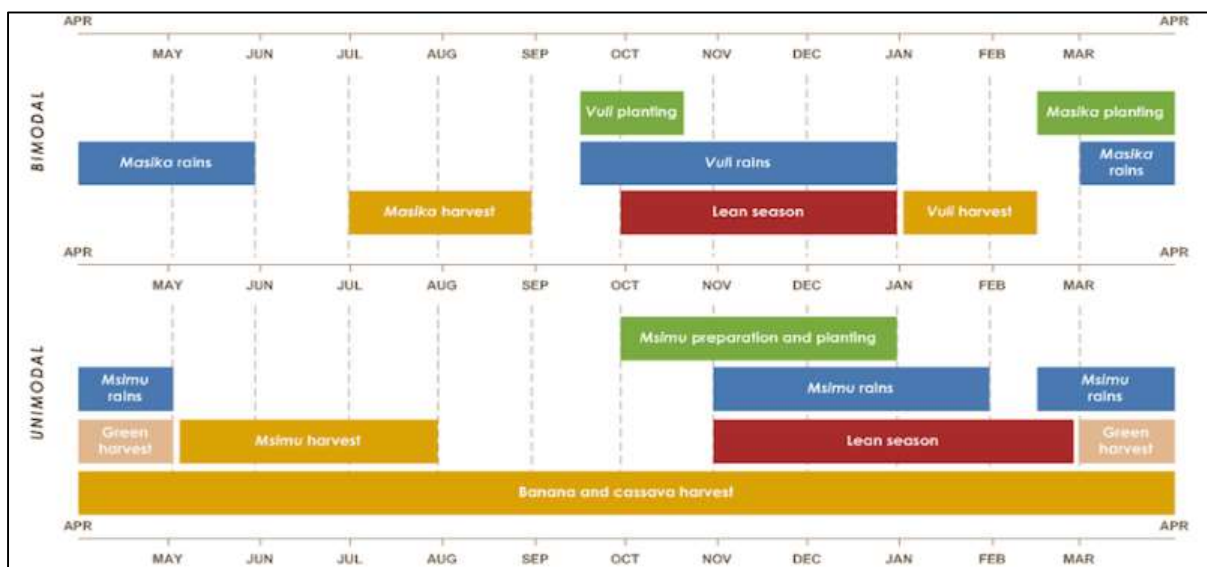 APR APR
MAY JUN JUL AUG SEP OCT NOV DEC JAN FEB MAR
BIMODAL
Vuli planting Masika planting
Masika rains Vuli rains Masika
rains
Masika harvest Lean season Vuli harvest
APR APR
MAY JUN JUL AUG SEP OCT NOV DEC JAN FEB MAR
UNIMODAL
Msimu preparation and planting
Msimu
rains
Msimu rains
Msimu
rains
Green
harvest
Msimu harvest
Lean season
Green
harvest
Banana and cassava harvest
APR APR
MAY JUN JUL AUG SEP OCT NOV DEC JAN FEB MAR